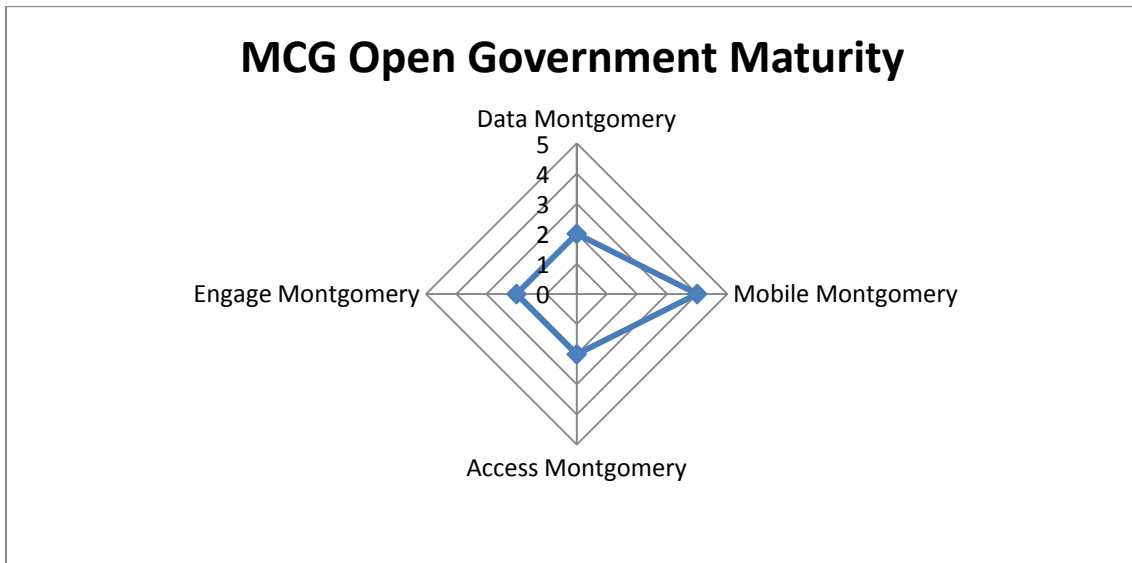 MCG Open Government Maturity
Data Montgomery
5
4
3
2
1
0
Engage Montgomery
Mobile Montgomery
Access Montgomery